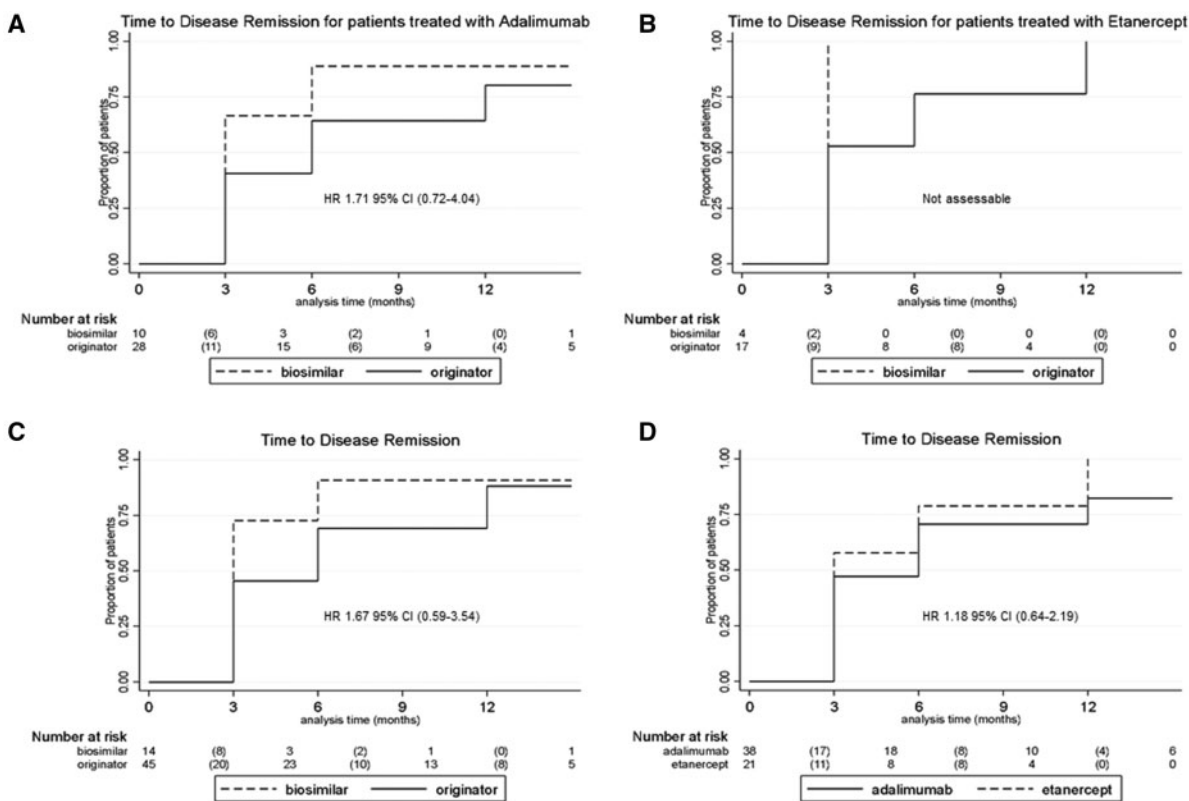 A
Time to Disease Remission for patients treated with Adalimumab
Proportion of patients
1.00
0.75
0.50
0.25
0.00
HR 1.71 95% CI (0.72-4.04)
0 3 6 9 12
analysis time (months)
Number at risk
biosimilar 10 (6) 3 (2) 1 (0) 1
originator 28 (11) 15 (6) 9 (4) 5
biosimilar originator
B
Time to Disease Remission for patients treated with Etanercept
Proportion of patients
1.00
0.75
0.50
0.25
0.00
Not assessable
0 3 6 9 12
analysis time (months)
Number at risk
biosimilar 4 (2) 0 (0) 0 (0) 0
originator 17 (9) 8 (8) 4 (0) 0
biosimilar originator
C
Time to Disease Remission
Proportion of patients
1.00
0.75
0.50
0.25
0.00
HR 1.67 95% CI (0.59-3.54)
0 3 6 9 12
analysis time (months)
Number at risk
biosimilar 14 (8) 3 (2) 1 (0) 1
originator 45 (20) 23 (10) 13 (8) 5
biosimilar originator
D
Time to Disease Remission
Proportion of patients
1.00
0.75
0.50
0.25
0.00
HR 1.18 95% CI (0.64-2.19)
0 3 6 9 12
analysis time (months)
Number at risk
adalimumab 38 (17) 18 (8) 10 (4) 6
etanercept 21 (11) 8 (8) 4 (0) 0
adalimumab etanercept